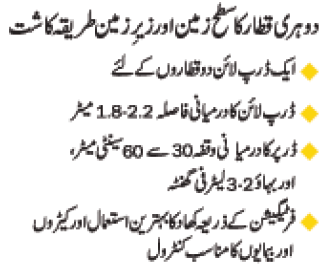 دوہری قطار کا سطح زمین اور زیرِ زمین طریقہ کاشت
ایک ڈرپ لائن دو قطاروں کے لئے
ڈرپ لائن کا درمیانی فاصلہ 2.2-1.8 میٹر
ڈرپر کا درمیانی وقفہ 30 سے 60 سینٹی میٹر،
اور بہاؤ 2-3 لیٹر فی گھنٹہ
فرٹیگیشن کے ذریعہ کھاد کا بہترین استعمال اور کیڑوں
اور بیماریوں کا مناسب کنٹرول